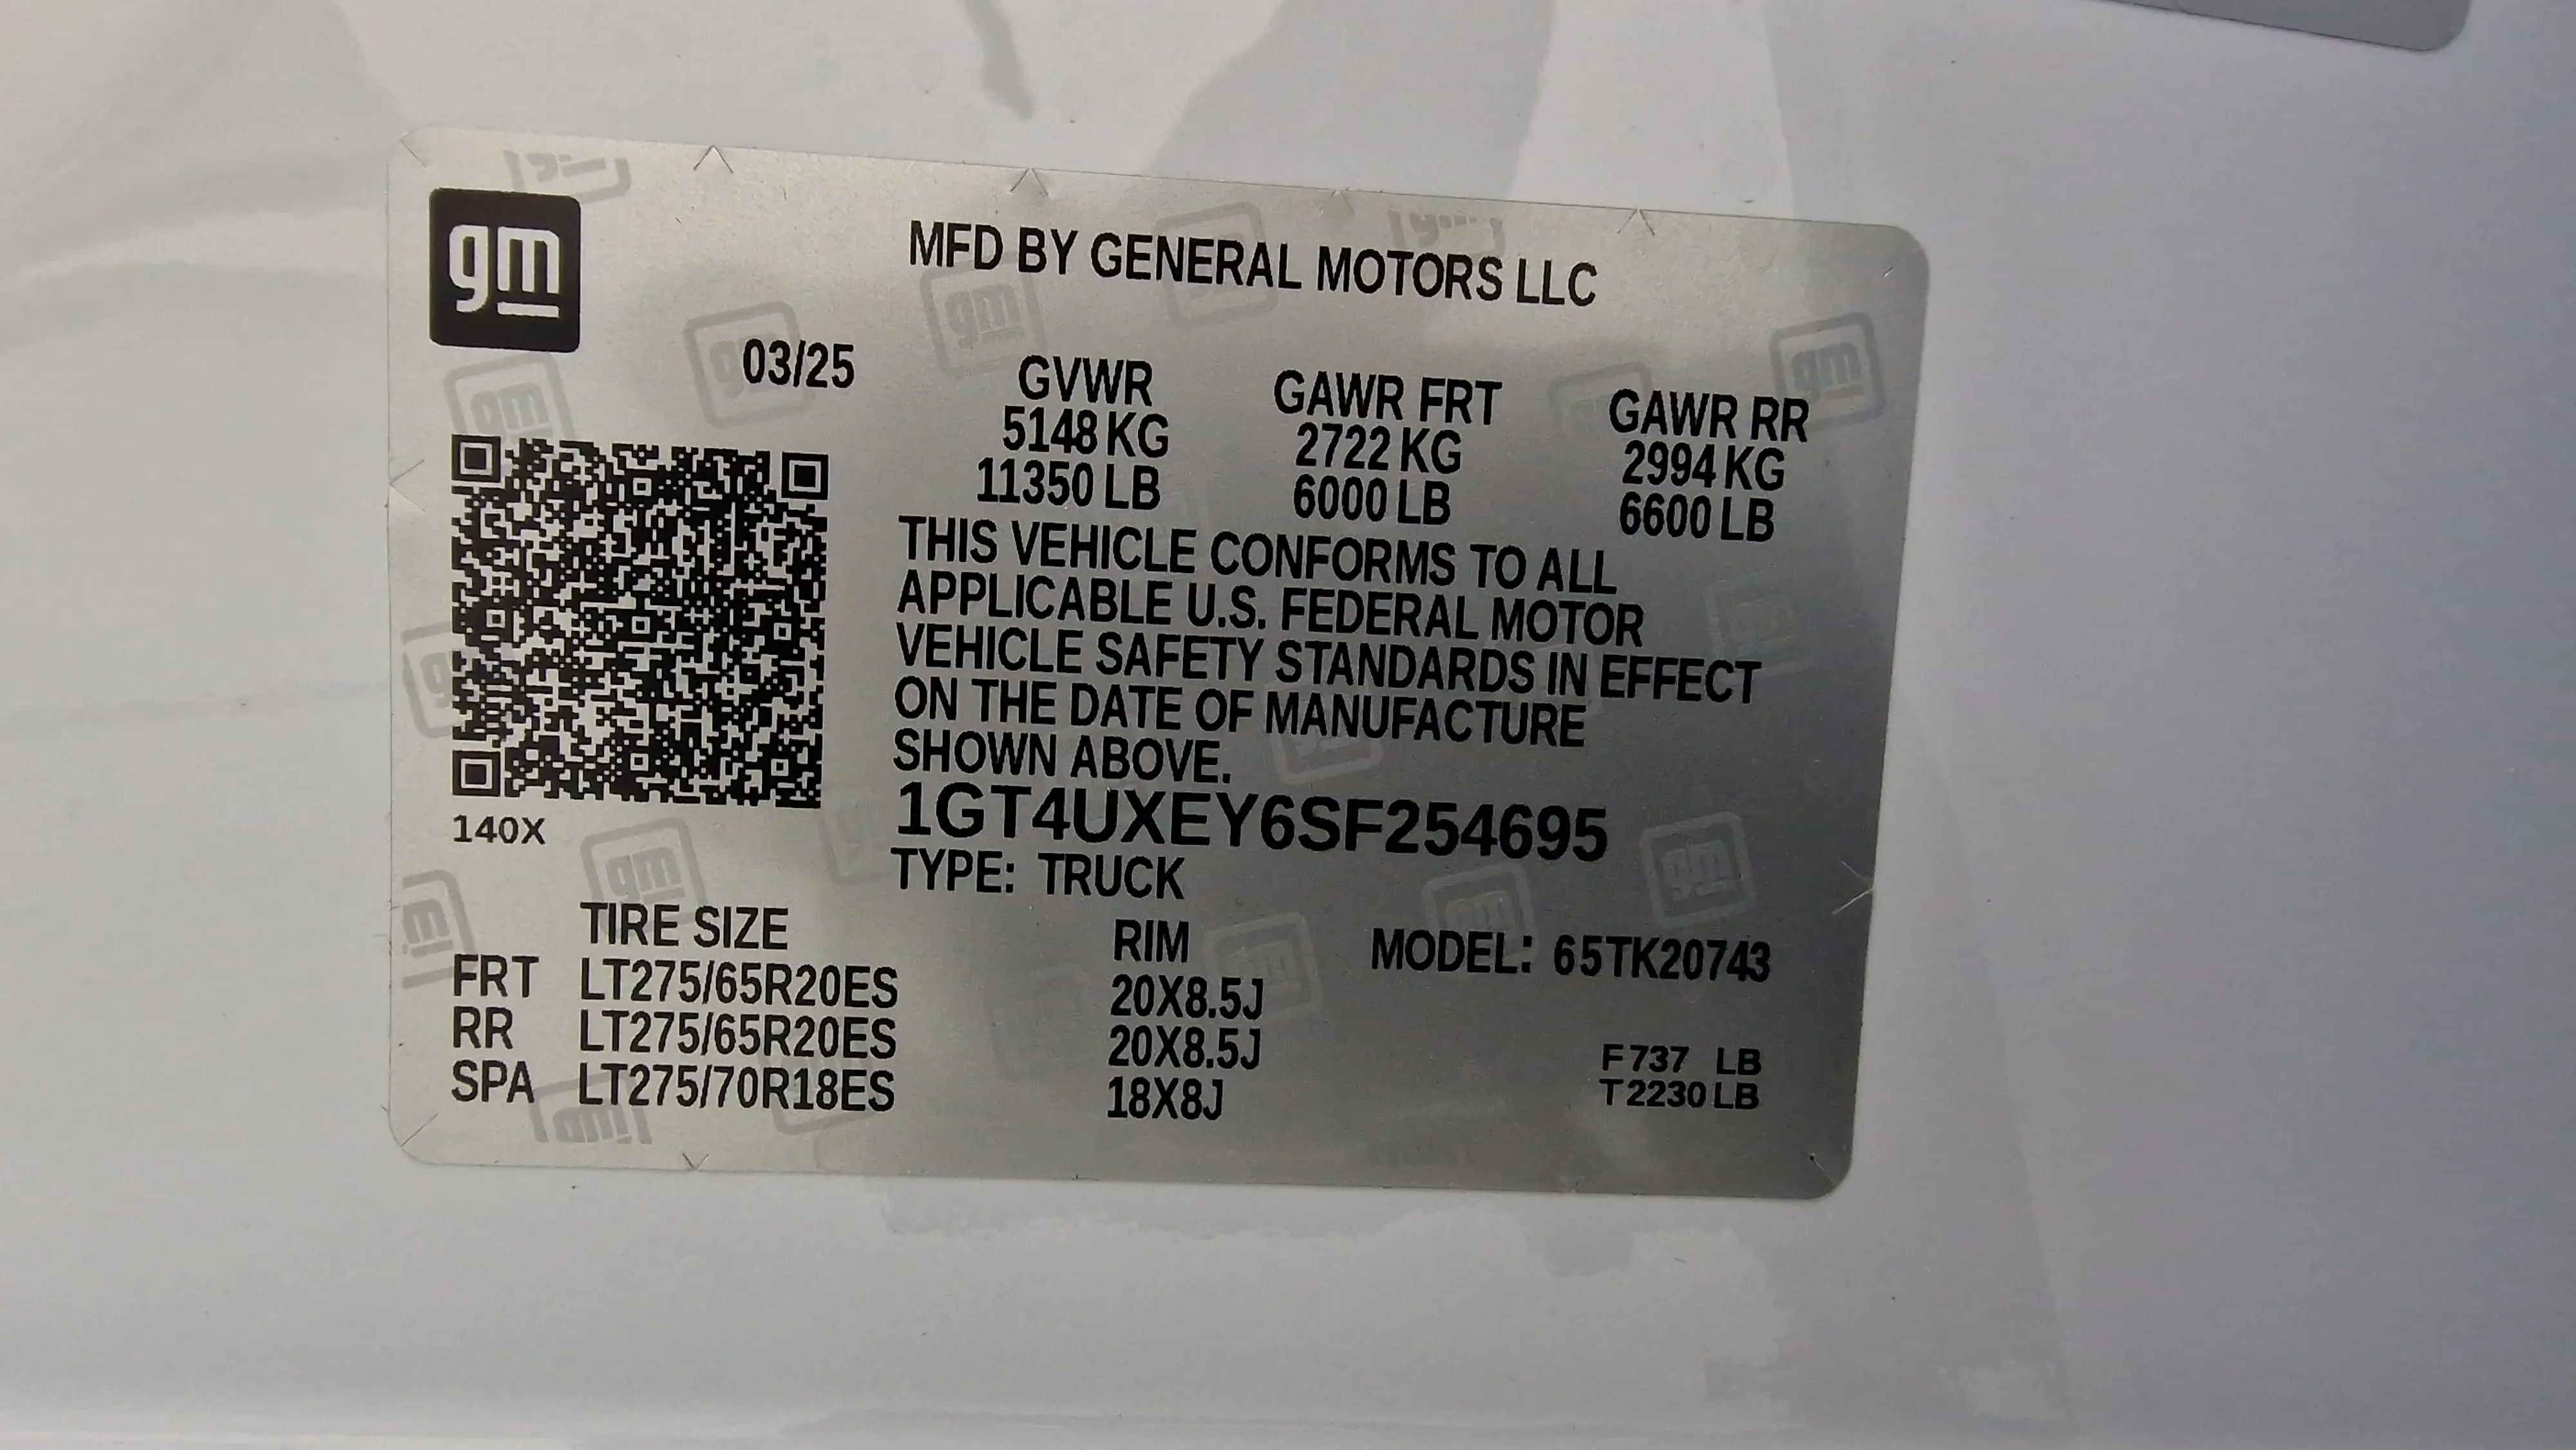 gm
MFD BY GENERAL MOTORS LLC
03/25
GVWR GAWR FRT GAWR RR
5148 KG 2722 KG 2994 KG
11350 LB 6000 LB 6600 LB
THIS VEHICLE CONFORMS TO ALL
APPLICABLE U.S. FEDERAL MOTOR
VEHICLE SAFETY STANDARDS IN EFFECT
ON THE DATE OF MANUFACTURE
SHOWN ABOVE.
1GT4UXEY6SF254695
140X
TYPE: TRUCK
TIRE SIZE RIM MODEL: 65TK20743
FRT LT275/65R20ES 20X8.5J
RR LT275/65R20ES 20X8.5J
SPA LT275/70R18ES 18X8J
F 737 LB
T 2230 LB